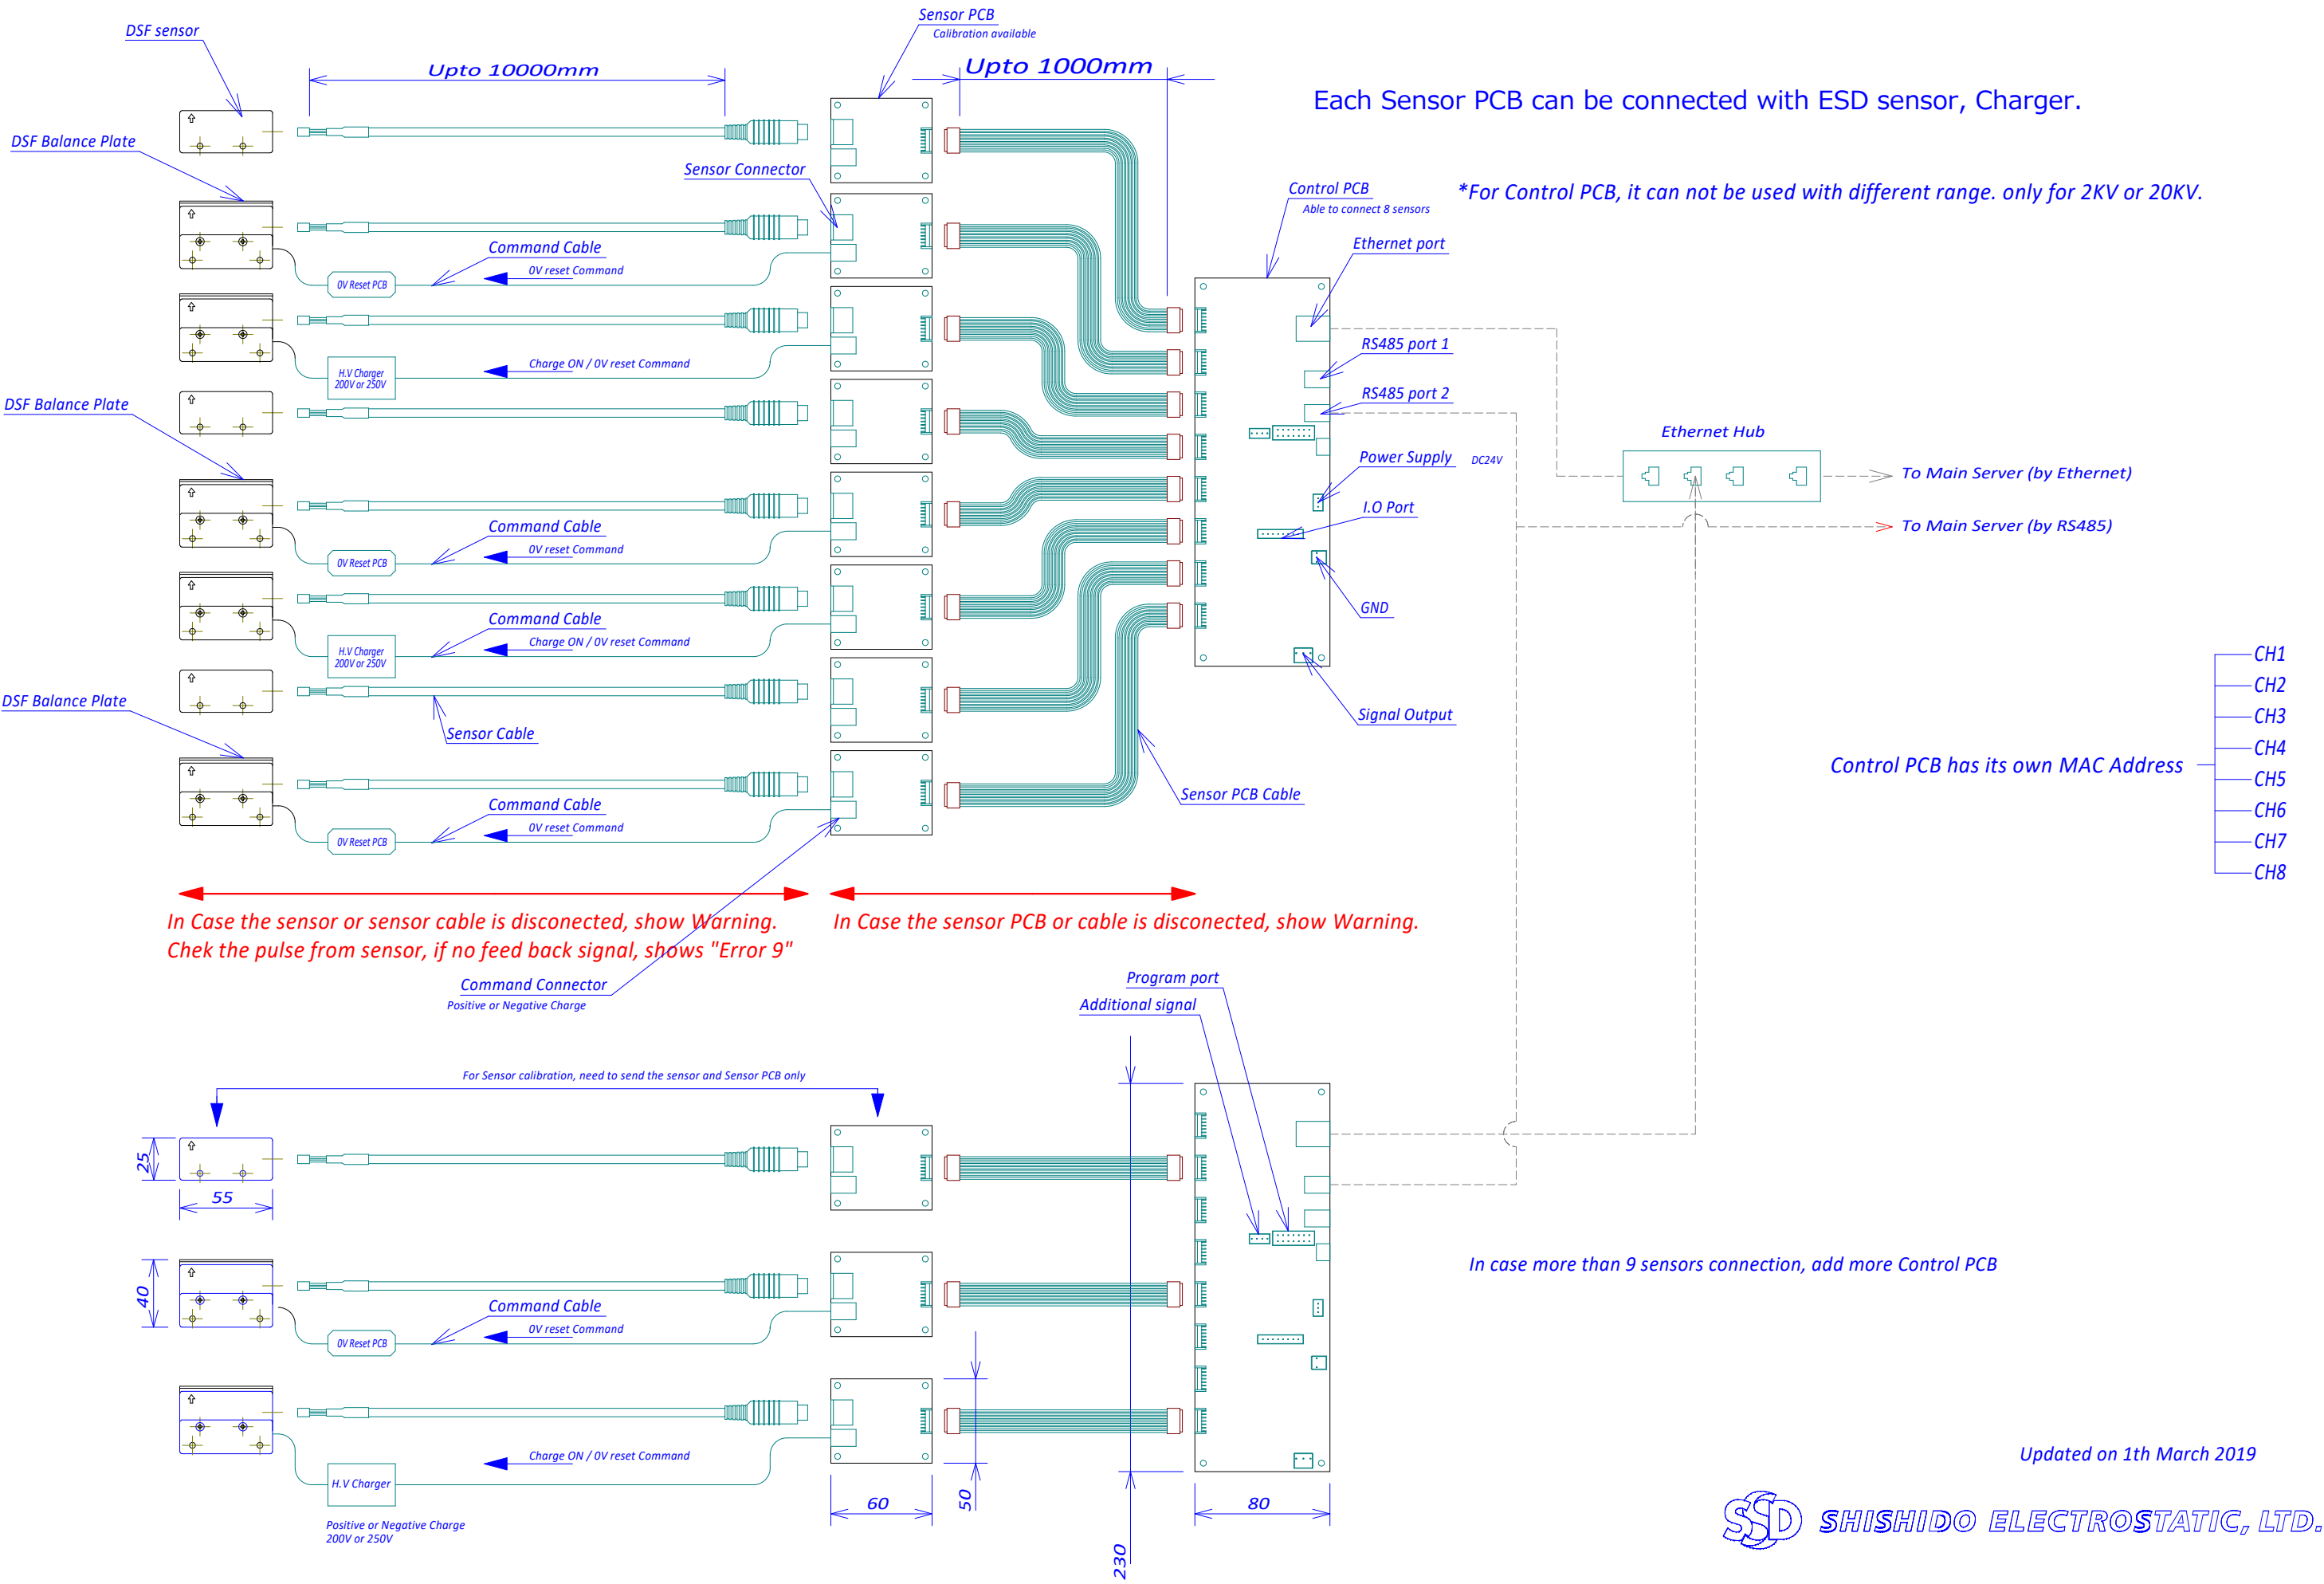 Sensor PCB
Calibration available
DSF sensor
Upto 10000mm
Upto 1000mm
Each Sensor PCB can be connected with ESD sensor, Charger.
DSF Balance Plate
Sensor Connector
Control PCB
Able to connect 8 sensors
*For Control PCB, it can not be used with different range. only for 2KV or 20KV.
Command Cable
0V reset Command
0V Reset PCB
Ethernet port
RS485 port 1
Charge ON / 0V reset Command
H.V Charger
200V or 250V
RS485 port 2
DSF Balance Plate
Ethernet Hub
Power Supply DC24V
To Main Server (by Ethernet)
I.O Port
Command Cable
0V reset Command
0V Reset PCB
To Main Server (by RS485)
GND
Command Cable
Charge ON / 0V reset Command
H.V Charger
200V or 250V
DSF Balance Plate
Sensor Cable
Signal Output
CH1
CH2
CH3
CH4
Control PCB has its own MAC Address
CH5
CH6
CH7
CH8
Sensor PCB Cable
Command Cable
0V reset Command
0V Reset PCB
In Case the sensor or sensor cable is disconected, show Warning.
Chek the pulse from sensor, if no feed back signal, shows "Error 9"
In Case the sensor PCB or cable is disconected, show Warning.
Command Connector
Positive or Negative Charge
Program port
Additional signal
For Sensor calibration, need to send the sensor and Sensor PCB only
25
55
40
Command Cable
0V reset Command
0V Reset PCB
In case more than 9 sensors connection, add more Control PCB
Charge ON / 0V reset Command
H.V Charger
Positive or Negative Charge
200V or 250V
60
50
80
230
Updated on 1th March 2019
SSD SHISHIDO ELECTROSTATIC, LTD.